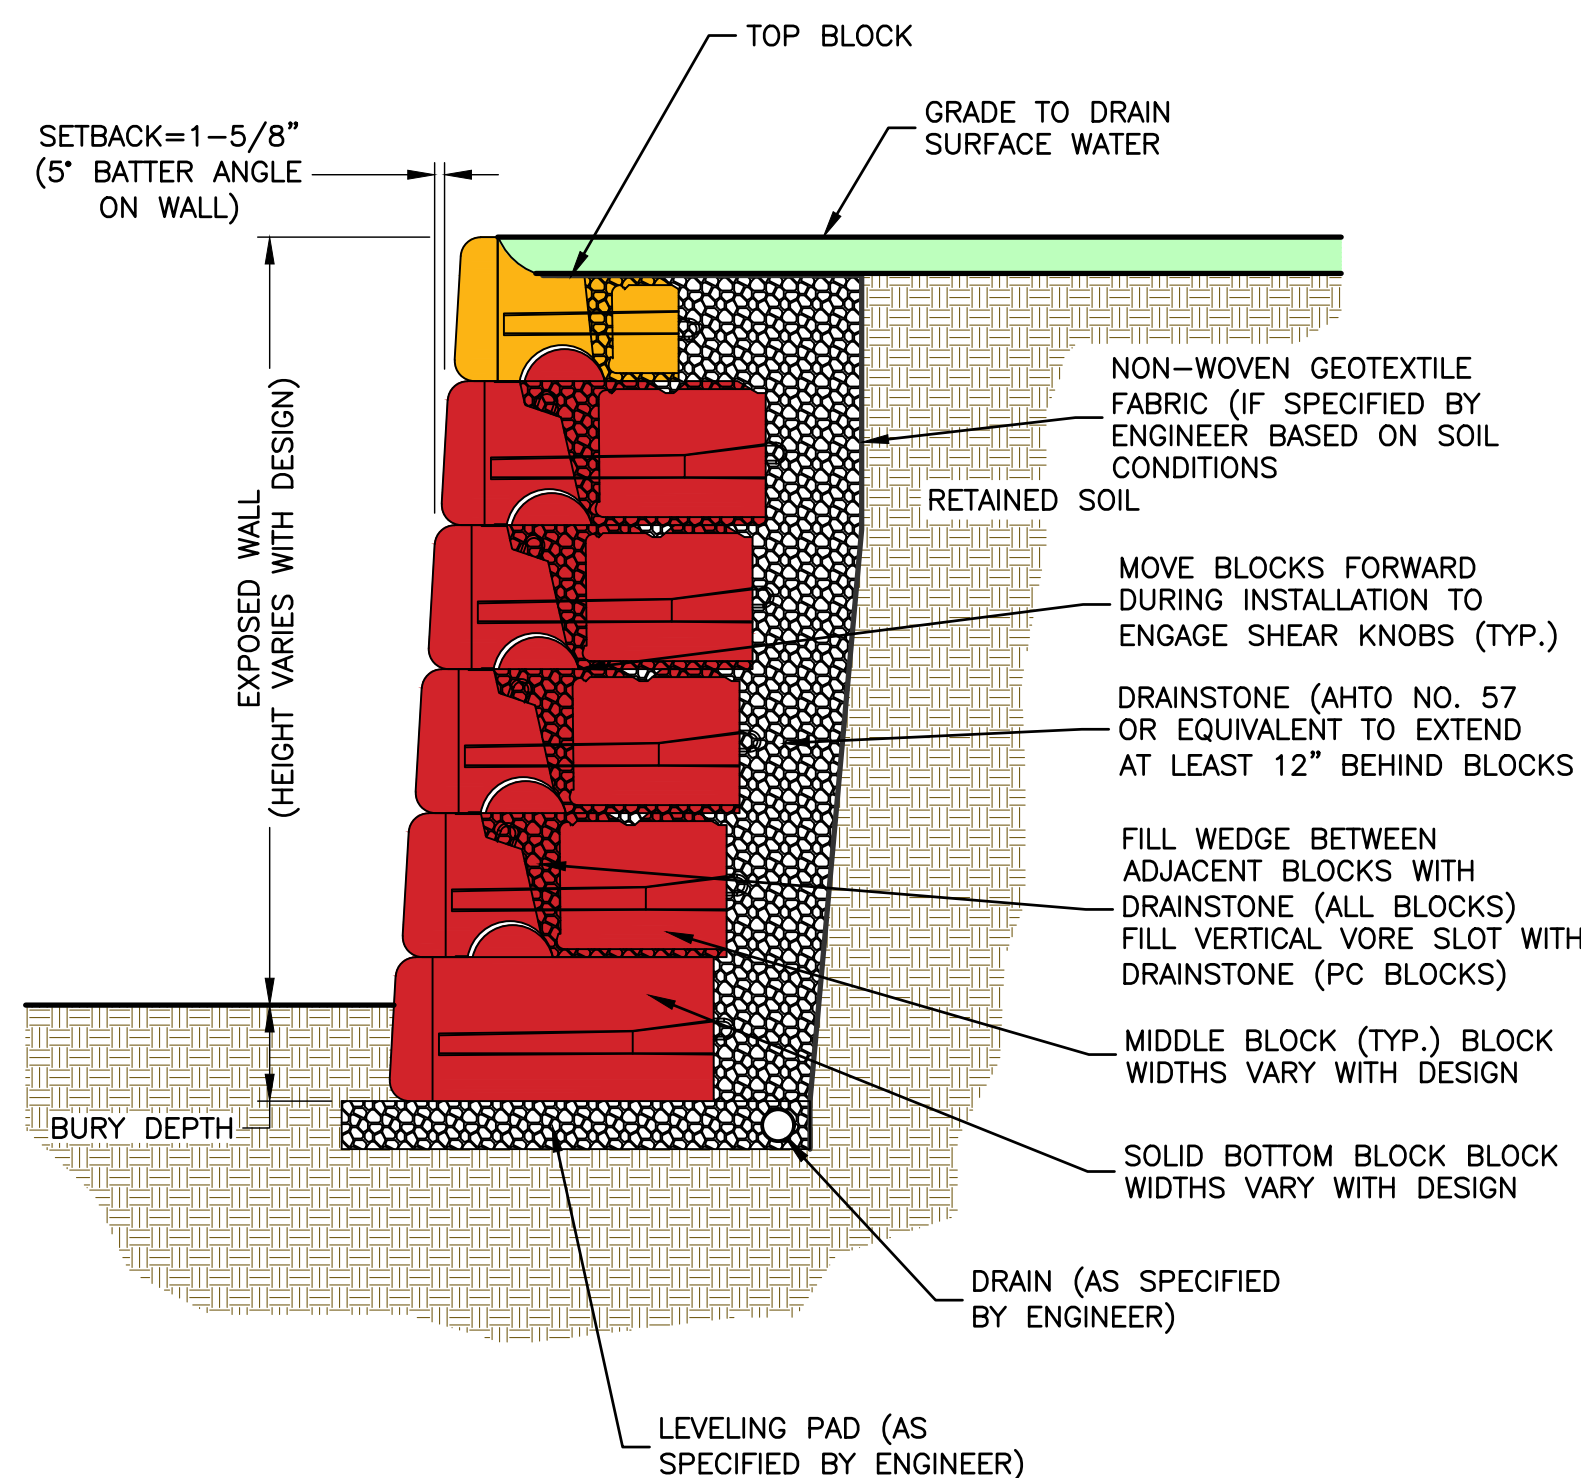 TOP BLOCK
GRADE TO DRAIN
SURFACE WATER
SETBACK=1-5/8"
(5° BATTER ANGLE
ON WALL)
EXPOSED WALL
(HEIGHT VARIES WITH DESIGN)
NON-WOVEN GEOTEXTILE
FABRIC (IF SPECIFIED BY
ENGINEER BASED ON SOIL
CONDITIONS
RETAINED SOIL
MOVE BLOCKS FORWARD
DURING INSTALLATION TO
ENGAGE SHEAR KNOBS (TYP.)
DRAINSTONE (AHTO NO. 57
OR EQUIVALENT TO EXTEND
AT LEAST 12" BEHIND BLOCKS
FILL WEDGE BETWEEN
ADJACENT BLOCKS WITH
DRAINSTONE (ALL BLOCKS)
FILL VERTICAL VORE SLOT WITH
DRAINSTONE (PC BLOCKS)
MIDDLE BLOCK (TYP.) BLOCK
WIDTHS VARY WITH DESIGN
BURY DEPTH
SOLID BOTTOM BLOCK BLOCK
WIDTHS VARY WITH DESIGN
DRAIN (AS SPECIFIED
BY ENGINEER)
LEVELING PAD (AS
SPECIFIED BY ENGINEER)